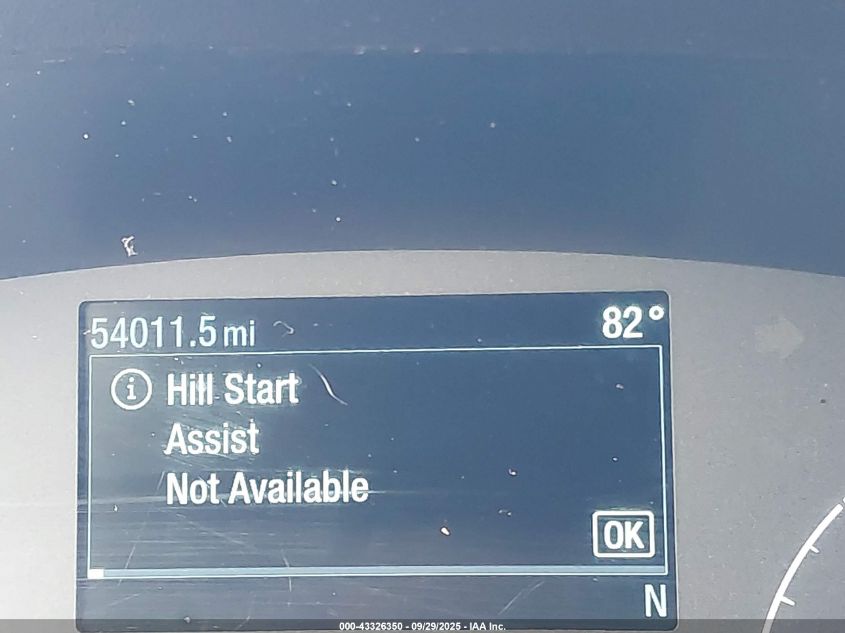 54011.5 mi 82°
i Hill Start
Assist
Not Available
OK
N
000-43326350 - 09/29/2025 - IAA Inc.